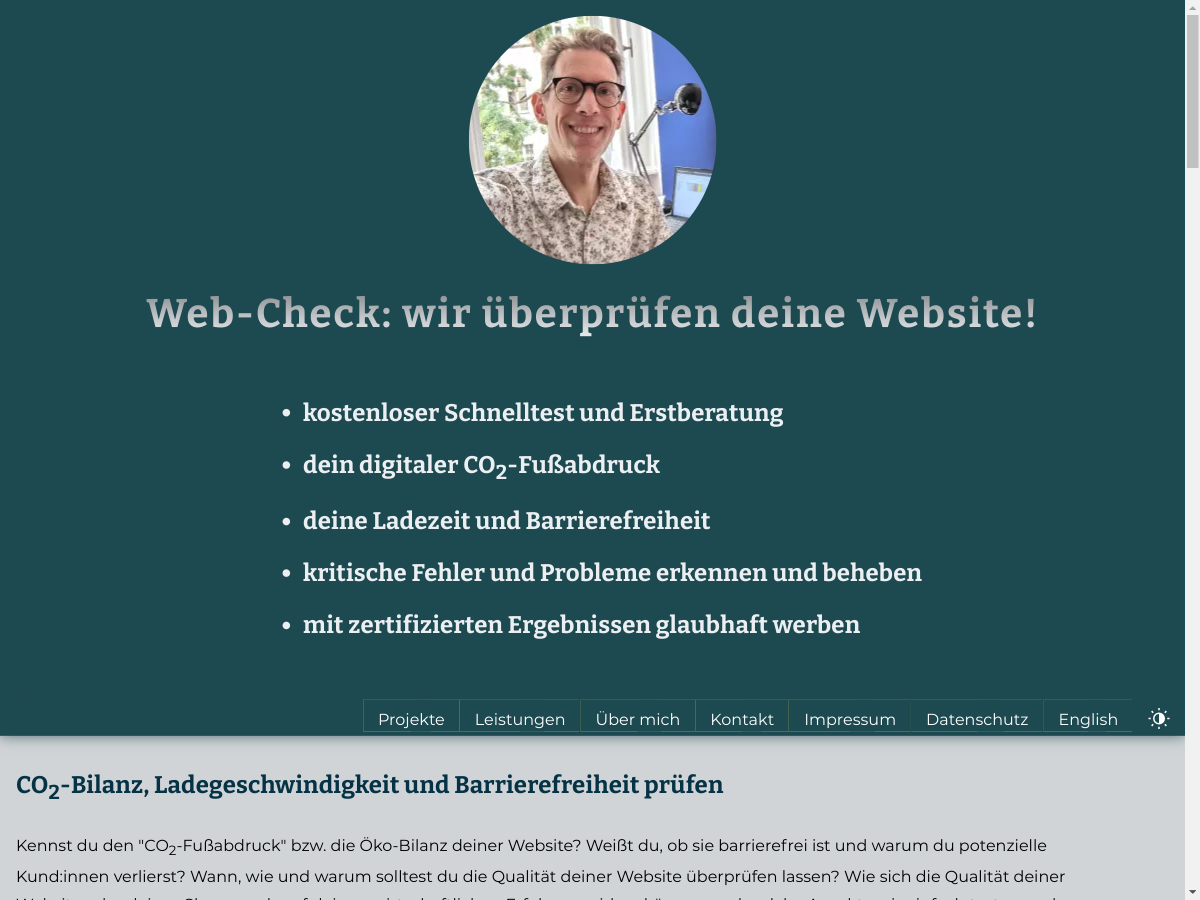 Web-Check: wir überprüfen deine Website!
• kostenloser Schnelltest und Erstberatung
• dein digitaler CO2-Fußabdruck
• deine Ladezeit und Barrierefreiheit
• kritische Fehler und Probleme erkennen und beheben
• mit zertifizierten Ergebnissen glaubhaft werben
Projekte Leistungen Über mich Kontakt Impressum Datenschutz English
CO2-Bilanz, Ladegeschwindigkeit und Barrierefreiheit prüfen
Kennst du den "CO2-Fußabdruck" bzw. die Öko-Bilanz deiner Website? Weißt du, ob sie barrierefrei ist und warum du potenzielle
Kund:innen verlierst? Wann, wie und warum solltest du die Qualität deiner Website überprüfen lassen? Wie sich die Qualität deiner